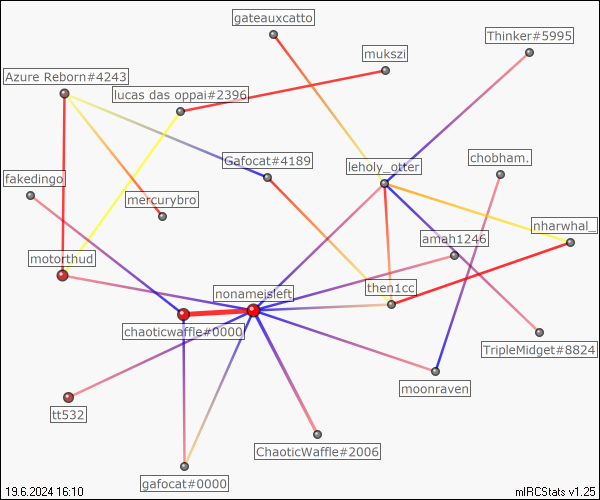 gateauxcatto
Thinker#5995
mukszi
Azure Reborn#4243
lucas das oppai#2396
Gafocat#4189
leholy_otter
chobham.
fakedingo
mercurybro
nharwhal_
amah1246
motorthud
nonameisleft
then1cc
chaoticwaffle#0000
TripleMidget#8824
moonraven
tt532
ChaoticWaffle#2006
gafocat#0000
19.6.2024 16:10
mIRCStats v1.25